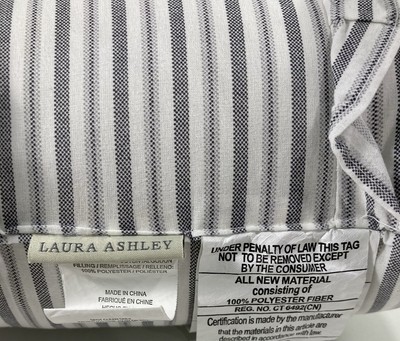 LAURA ASHLEY
FILLING / REMPLISSAGE / RELLENO
100% POLYESTER / POLIESTER
MADE IN CHINA
FABRIQUÉ EN CHINE
UNDER PENALTY OF LAW THIS TAG
NOT TO BE REMOVED EXCEPT
BY THE CONSUMER
ALL NEW MATERIAL
consisting of
100% POLYESTER FIBER
REG. NO. CT 0492(CN)
Certification is made by the manufacturer
that the materials in this article are
described in accordance with